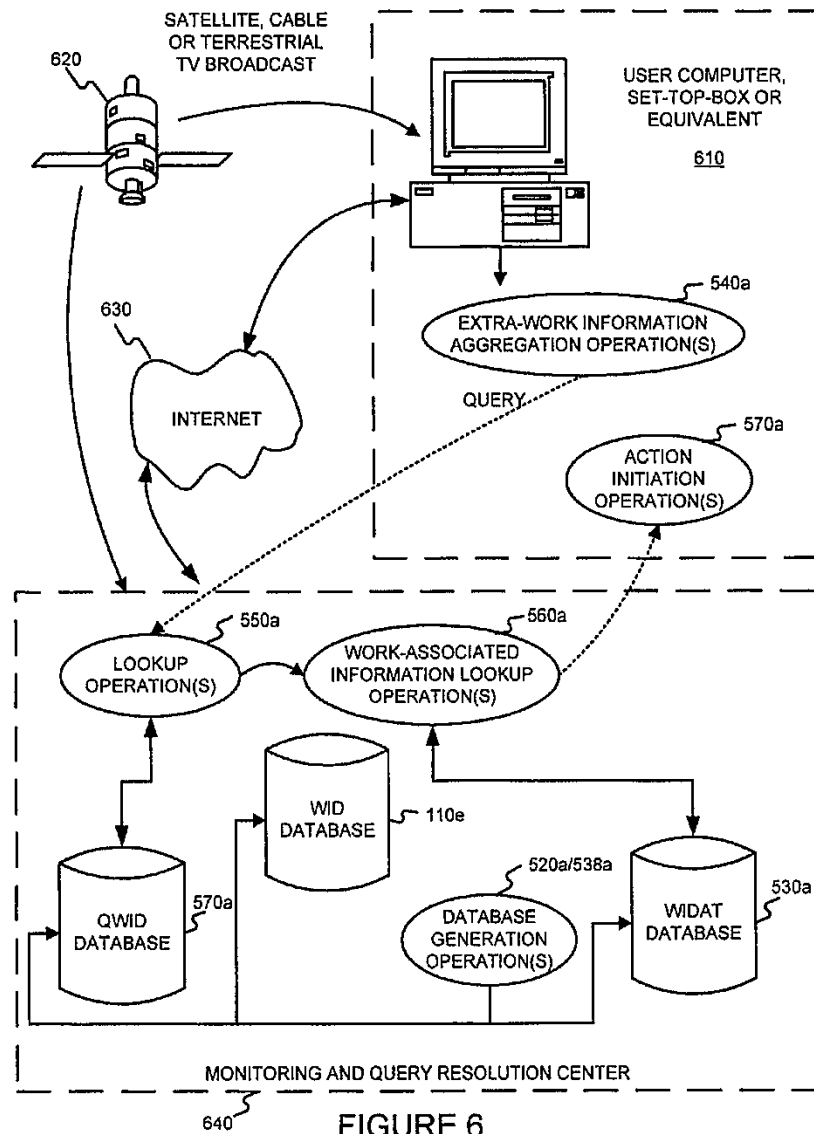 SATELLITE, CABLE
OR TERRESTRIAL
TV BROADCAST
620
USER COMPUTER,
SET-TOP-BOX OR
EQUIVALENT
610
540a
EXTRA-WORK INFORMATION
AGGREGATION OPERATION(S)
630
INTERNET
QUERY
570a
ACTION
INITIATION
OPERATION(S)
550a
LOOKUP
OPERATION(S)
560a
WORK-ASSOCIATED
INFORMATION LOOKUP
OPERATION(S)
WID
DATABASE
110e
QWID
DATABASE
570a
520a/538a
DATABASE
GENERATION
OPERATION(S)
WIDAT
DATABASE
530a
MONITORING AND QUERY RESOLUTION CENTER
640
FIGURE 6